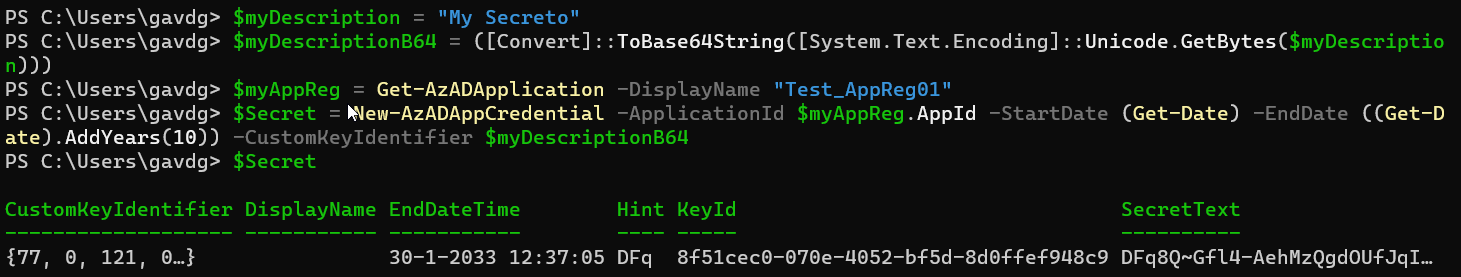 PS C:\Users\gavdg> $myDescription = "My Secreto"
PS C:\Users\gavdg> $myDescriptionB64 = ([Convert]::ToBase64String([System.Text.Encoding]::Unicode.GetBytes($myDescriptio
n)))
PS C:\Users\gavdg> $myAppReg = Get-AzADApplication -DisplayName "Test_AppReg01"
PS C:\Users\gavdg> $Secret = New-AzADAppCredential -ApplicationId $myAppReg.AppId -StartDate (Get-Date) -EndDate ((Get-D
ate).AddYears(10)) -CustomKeyIdentifier $myDescriptionB64
PS C:\Users\gavdg> $Secret
CustomKeyIdentifier DisplayName EndDateTime Hint KeyId SecretText
------------------- ----------- ----------- ---- ----- ----------
{77, 0, 121, 0…} 30-1-2033 12:37:05 DFq 8f51cec0-070e-4052-bf5d-8d0ffef948c9 DFq8Q~Gfl4-AehMzQgdOUfJqI…